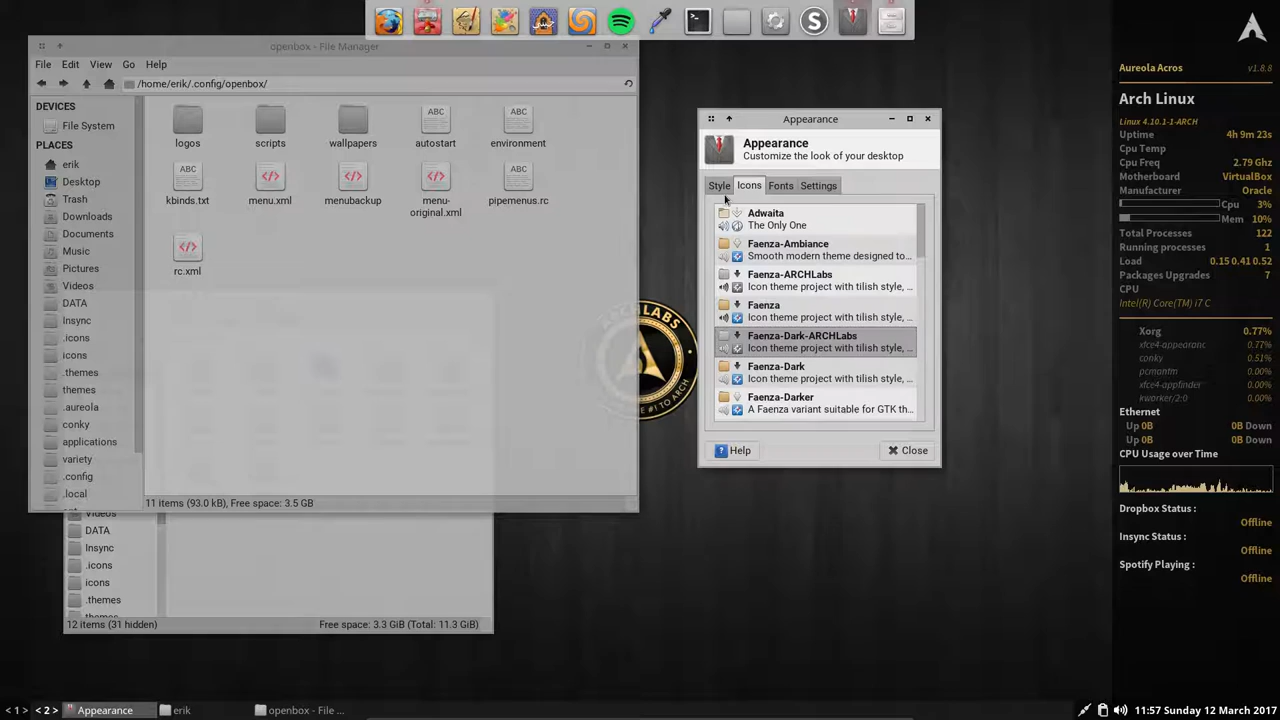 openbox - File Manager
File Edit View Go Help
/home/erik/.config/openbox/
DEVICES
File System
PLACES
erik
Desktop
Trash
Downloads
Documents
Music
Pictures
Videos
DATA
Insync
.icons
icons
.themes
themes
.aureola
conky
applications
variety
.config
.local
logos
scripts
wallpapers
ABC
autostart
ABC
environment
ABC
kbinds.txt
menu.xml
menubackup
menu-
original.xml
ABC
pipemenus.rc
rc.xml
11 items (93.0 kB), Free space: 3.5 GB
Videos
DATA
Insync
.icons
icons
.themes
themes
12 items (31 hidden)
Free space: 3.3 GiB (Total: 11.3 GiB)
ARCHLABS
Appearance
Appearance
Customize the look of your desktop
Style Icons Fonts Settings
Adwaita
The Only One
Faenza-Ambiance
Smooth modern theme designed to...
Faenza-ARCHLabs
Icon theme project with tilish style, ...
Faenza
Icon theme project with tilish style, ...
Faenza-Dark-ARCHLabs
Icon theme project with tilish style, ...
Faenza-Dark
Icon theme project with tilish style, ...
Faenza-Darker
A Faenza variant suitable for GTK th...
Help
Close
Aureola Acros v1.8.8
Arch Linux
Linux 4.10.1-1-ARCH
Uptime 4h 9m 23s
Cpu Temp
Cpu Freq 2.79 Ghz
Motherboard VirtualBox
Manufacturer Oracle
Cpu 3%
Mem 10%
Total Processes 122
Running processes 1
Load 0.15 0.41 0.52
Packages Upgrades 7
CPU
Intel(R) Core(TM) i7 C
Xorg 0.77%
xfce4-appearanc 0.77%
conky 0.51%
pcmanfm 0.00%
xfce4-appfinder 0.00%
kworker/2:0 0.00%
Ethernet
Up 0B 0B Down
Up 0B 0B Down
CPU Usage over Time
Dropbox Status :
Offline
Insync Status :
Offline
Spotify Playing :
Offline
< 1 > < 2 > Appearance erik openbox - File ...
11:57 Sunday 12 March 2017